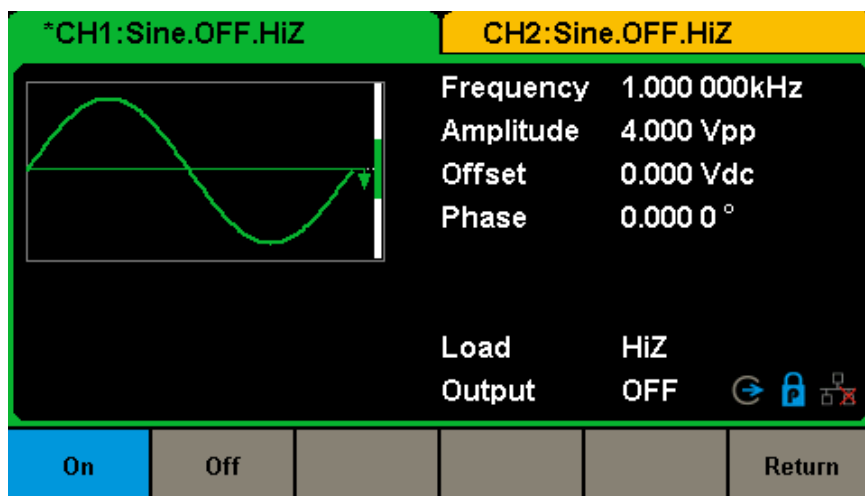 *CH1:Sine.OFF.HiZ CH2:Sine.OFF.HiZ
Frequency 1.000 000kHz
Amplitude 4.000 Vpp
Offset 0.000 Vdc
Phase 0.000 0 °
Load HiZ
Output OFF P
On Off Return